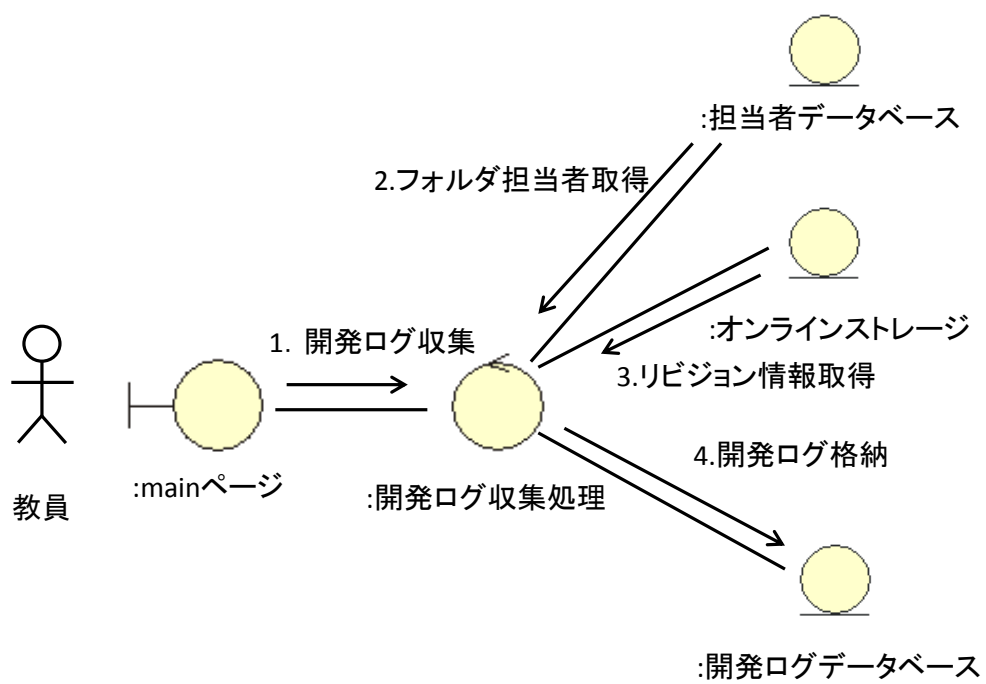 :担当者データベース
2.フォルダ担当者取得
:オンラインストレージ
1. 開発ログ収集
3.リビジョン情報取得
4.開発ログ格納
:mainページ
:開発ログ収集処理
教員
:開発ログデータベース